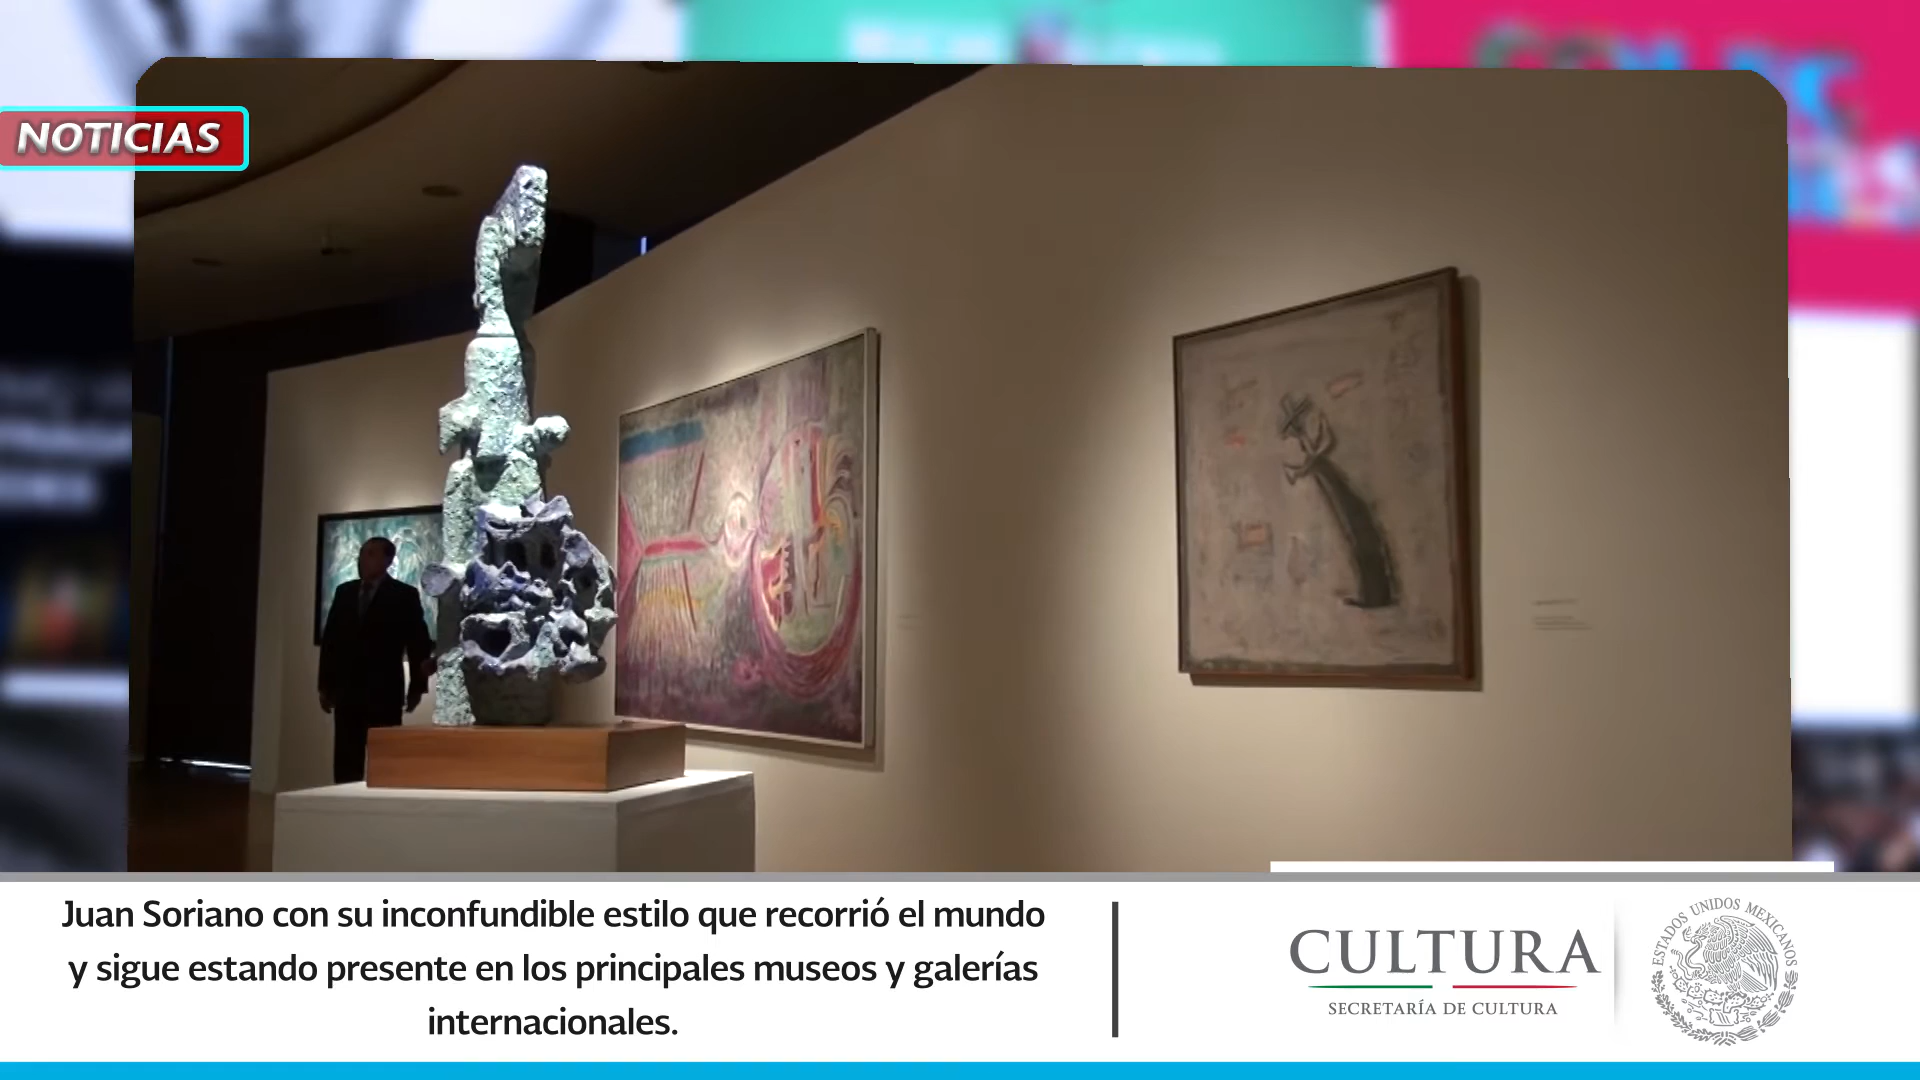 NOTICIAS
Juan Soriano con su inconfundible estilo que recorrió el mundo
y sigue estando presente en los principales museos y galerías
internacionales.
CULTURA
SECRETARÍA DE CULTURA
ESTADOS UNIDOS MEXICANOS